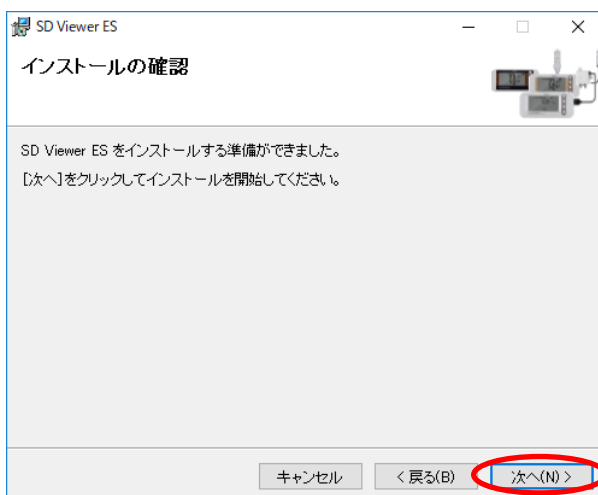 SD Viewer ES
インストールの確認
SD Viewer ES をインストールする準備ができました。
[次へ]をクリックしてインストールを開始してください。
キャンセル
< 戻る(B)
次へ(N) >